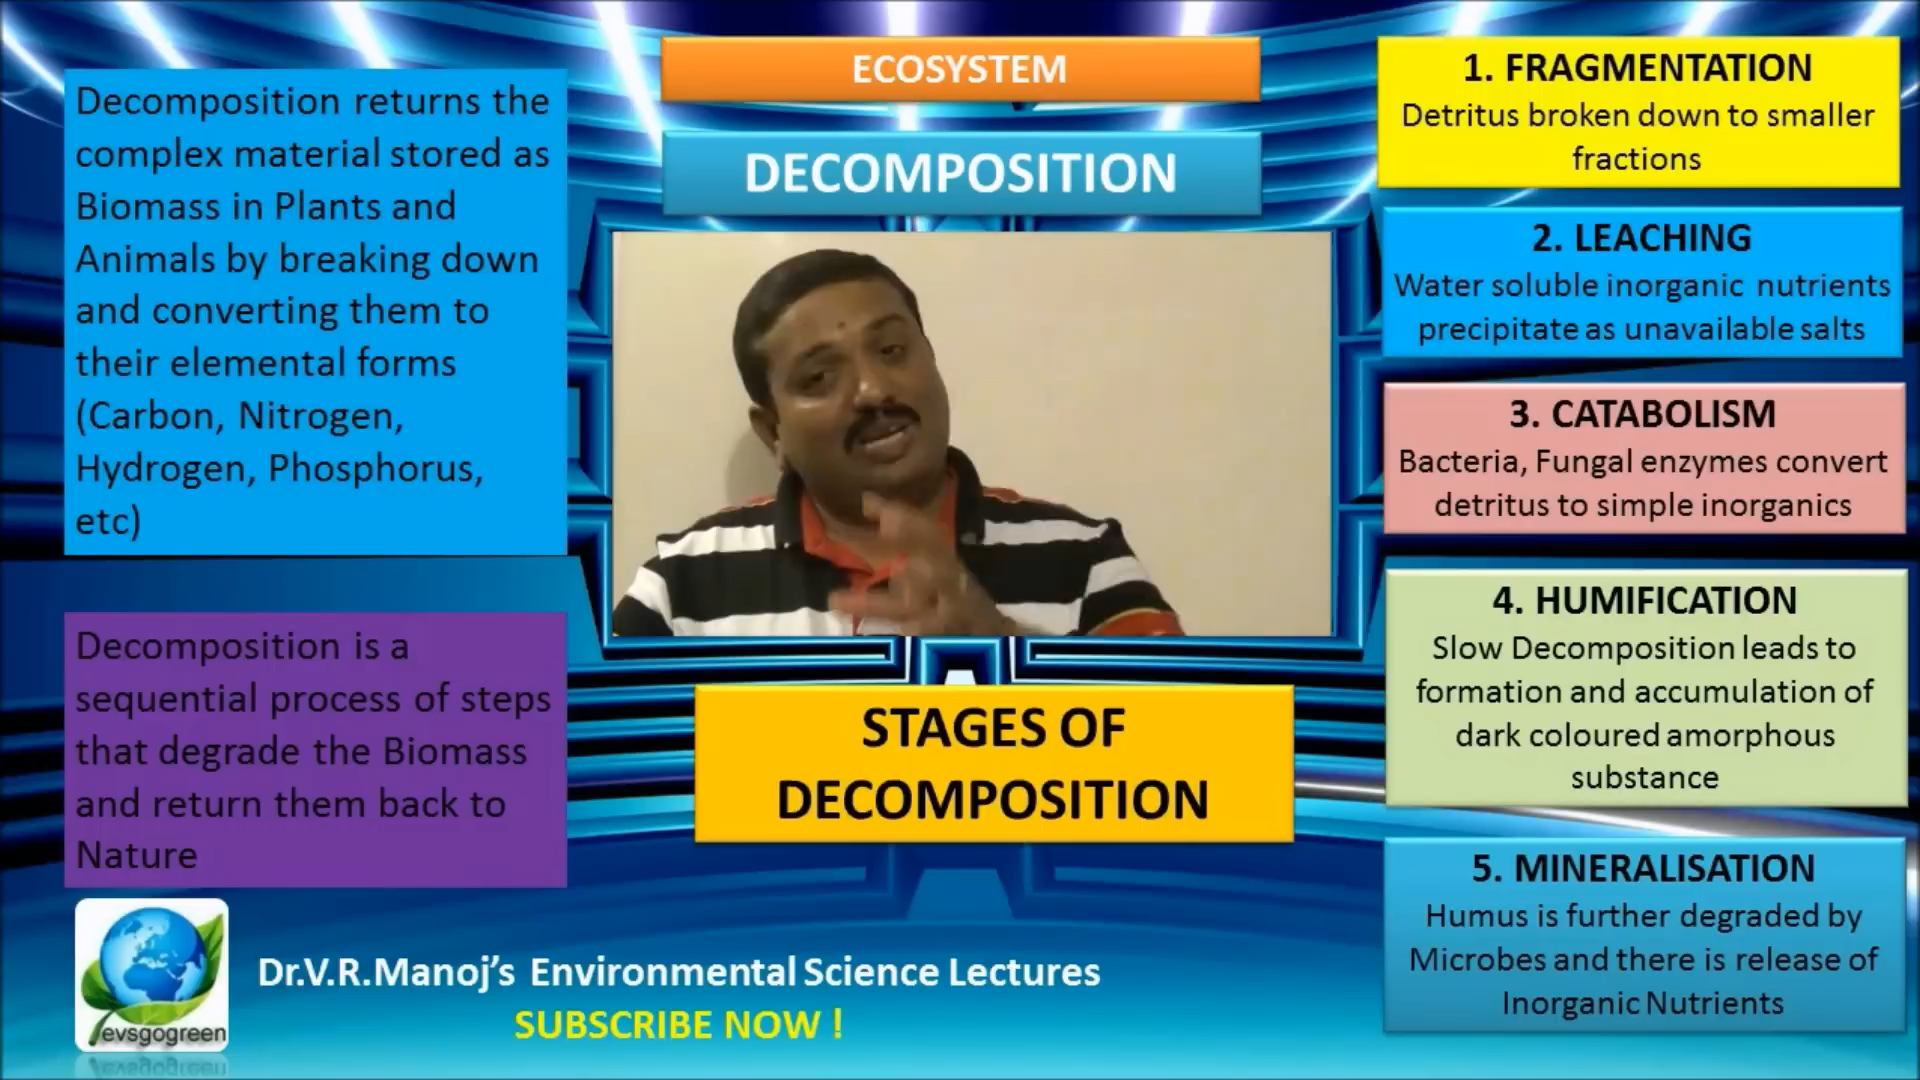 ECOSYSTEM
DECOMPOSITION
Decomposition returns the
complex material stored as
Biomass in Plants and
Animals by breaking down
and converting them to
their elemental forms
(Carbon, Nitrogen,
Hydrogen, Phosphorus,
etc)
Decomposition is a
sequential process of steps
that degrade the Biomass
and return them back to
Nature
STAGES OF
DECOMPOSITION
1. FRAGMENTATION
Detritus broken down to smaller
fractions
2. LEACHING
Water soluble inorganic nutrients
precipitate as unavailable salts
3. CATABOLISM
Bacteria, Fungal enzymes convert
detritus to simple inorganics
4. HUMIFICATION
Slow Decomposition leads to
formation and accumulation of
dark coloured amorphous
substance
5. MINERALISATION
Humus is further degraded by
Microbes and there is release of
Inorganic Nutrients
evsgogreen
Dr.V.R.Manoj’s Environmental Science Lectures
SUBSCRIBE NOW !